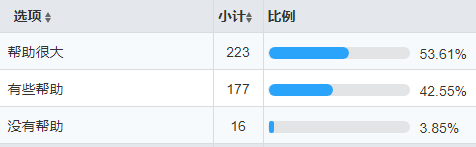 选项 小计 比例
帮助很大 223 53.61%
有些帮助 177 42.55%
没有帮助 16 3.85%